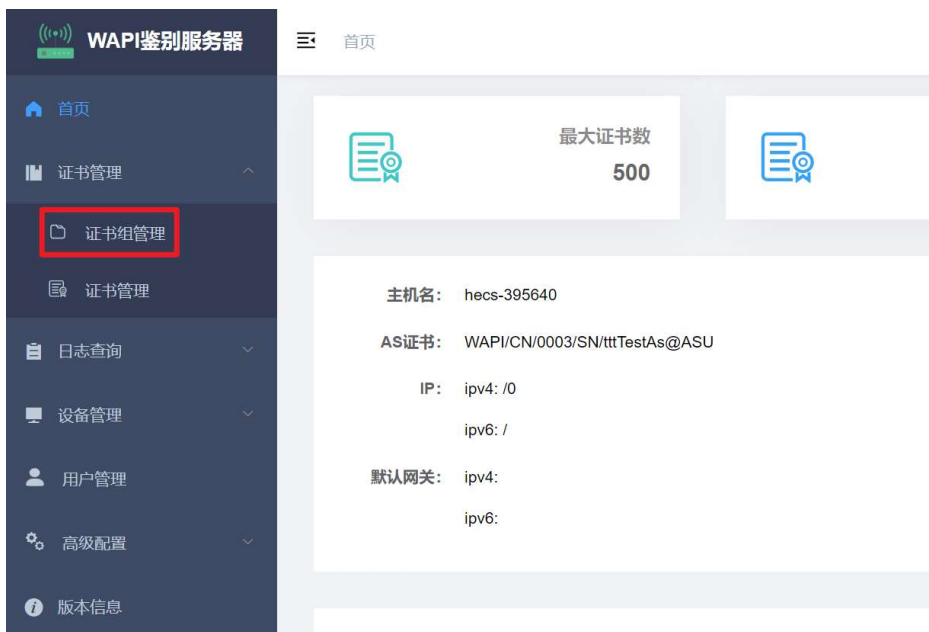 WAPI鉴别服务器
首页
首页
证书管理
证书组管理
证书管理
日志查询
设备管理
用户管理
高级配置
版本信息
最大证书数
500
主机名: hecs-395640
AS证书: WAPI/CN/0003/SN/tttTestAs@ASU
IP: ipv4: /0
ipv6: /
默认网关: ipv4:
ipv6: